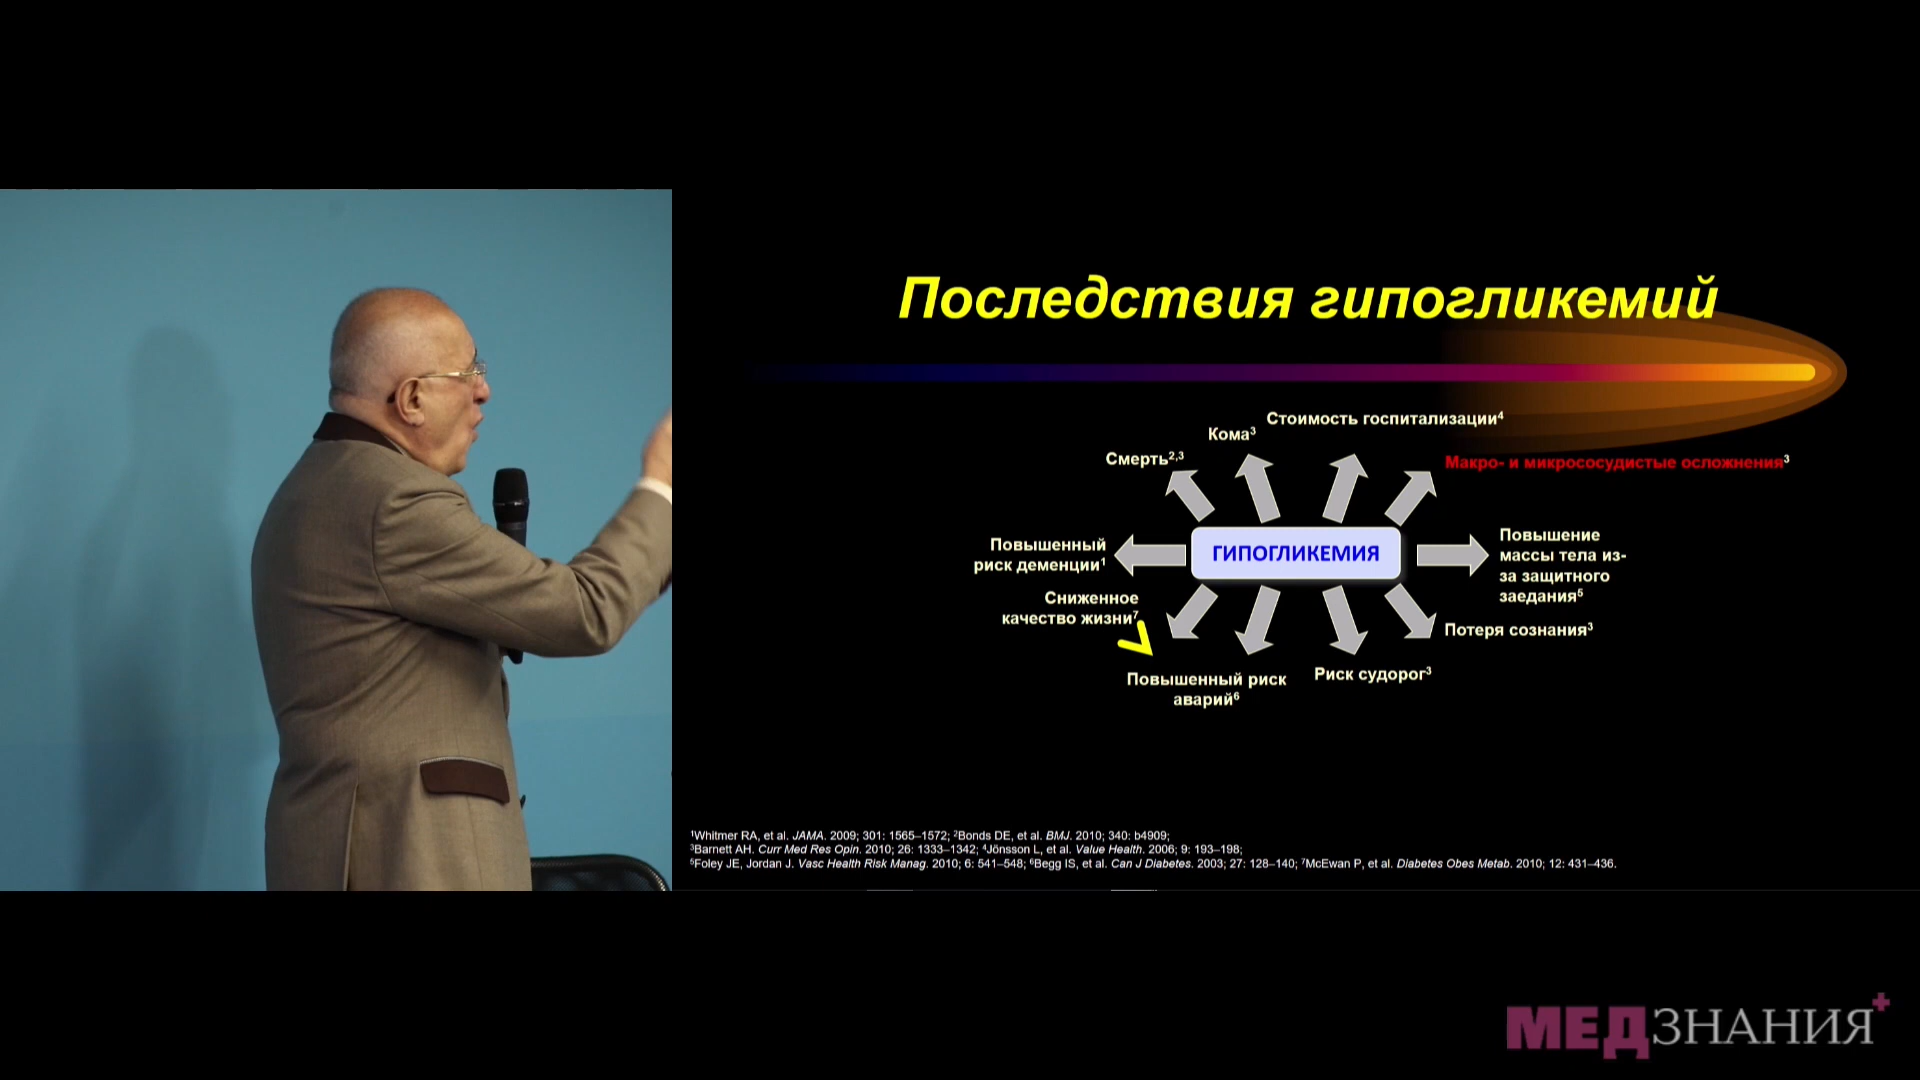 Последствия гипогликемий
Стоимость госпитализации⁴
Кома³
Смерть²,³
Макро- и микрососудистые осложнения³
Повышенный
риск деменции¹
ГИПОГЛИКЕМИЯ
Повышение
массы тела из-
за защитного
заедания⁵
Сниженное
качество жизни⁷
Потеря сознания³
Повышенный риск
аварий⁶
Риск судорог³
¹Whitmer RA, et al. JAMA. 2009; 301: 1565–1572; ²Bonds DE, et al. BMJ. 2010; 340: b4909;
³Barnett AH. Curr Med Res Opin. 2010; 26: 1333–1342; ⁴Jönsson L, et al. Value Health. 2006; 9: 193–198;
⁵Foley JE, Jordan J. Vasc Health Risk Manag. 2010; 6: 541–548; ⁶Begg IS, et al. Can J Diabetes. 2003; 27: 128–140; ⁷McEwan P, et al. Diabetes Obes Metab. 2010; 12: 431–436.
МЕДЗНАНИЯ+